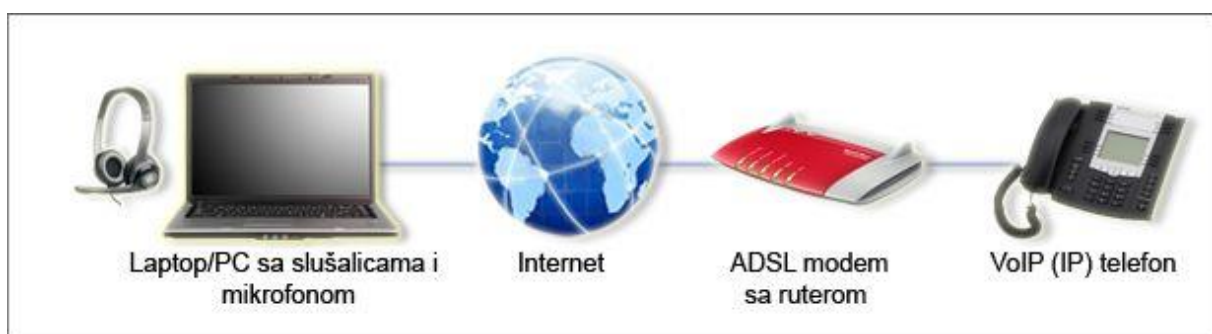 Laptop/PC sa slušalicama i
mikrofonom
Internet
ADSL modem
sa ruterom
VoIP (IP) telefon